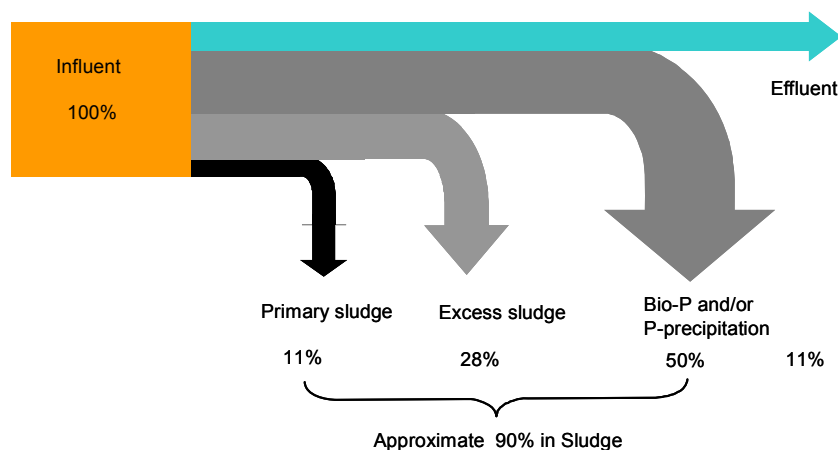 Influent
100%
Effluent
Primary sludge
Excess sludge
Bio-P and/or
P-precipitation
11%
28%
50%
11%
Approximate 90% in Sludge